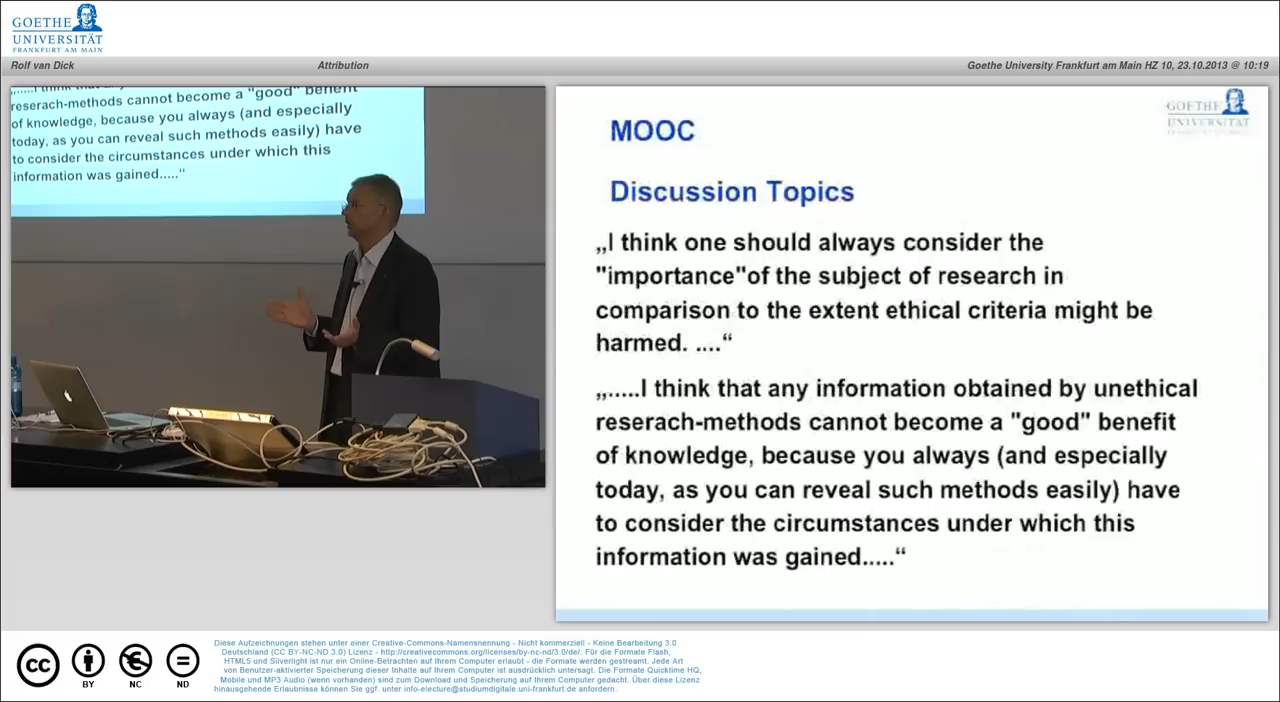 GOETHE
UNIVERSITÄT
FRANKFURT AM MAIN
Rolf van Dick
Attribution
Goethe University Frankfurt am Main HZ 10, 23.10.2013 @ 10:19
„.....I think that any
reserach-methods cannot become a "good" benefit
of knowledge, because you always (and especially
today, as you can reveal such methods easily) have
to consider the circumstances under which this
information was gained.....“
GOETHE
UNIVERSITÄT
MOOC
Discussion Topics
„I think one should always consider the
"importance"of the subject of research in
comparison to the extent ethical criteria might be
harmed. ....“
„.....I think that any information obtained by unethical
reserach-methods cannot become a "good" benefit
of knowledge, because you always (and especially
today, as you can reveal such methods easily) have
to consider the circumstances under which this
information was gained.....“
cc
BY
NC
ND
Diese Aufzeichnungen stehen unter einer Creative-Commons-Namensnennung - Nicht kommerziell - Keine Bearbeitung 3.0
Deutschland (CC BY-NC-ND 3.0) Lizenz - http://creativecommons.org/licenses/by-nc-nd/3.0/de/. Für die Formate Flash,
HTML5 und Silverlight ist nur ein Online-Betrachten auf Ihrem Computer erlaubt - die Formate werden gestreamt. Jede Art
von Benutzer-aktivierter Speicherung dieser Inhalte auf Ihrem Computer ist ausdrücklich untersagt. Die Formate Quicktime HQ,
Mobile und MP3 Audio (wenn vorhanden) sind zum Download und Speicherung auf Ihrem Computer gedacht. Über diese Lizenz
hinausgehende Erlaubnisse können Sie ggf. unter info-electure@studiumdigitale.uni-frankfurt.de anfordern.